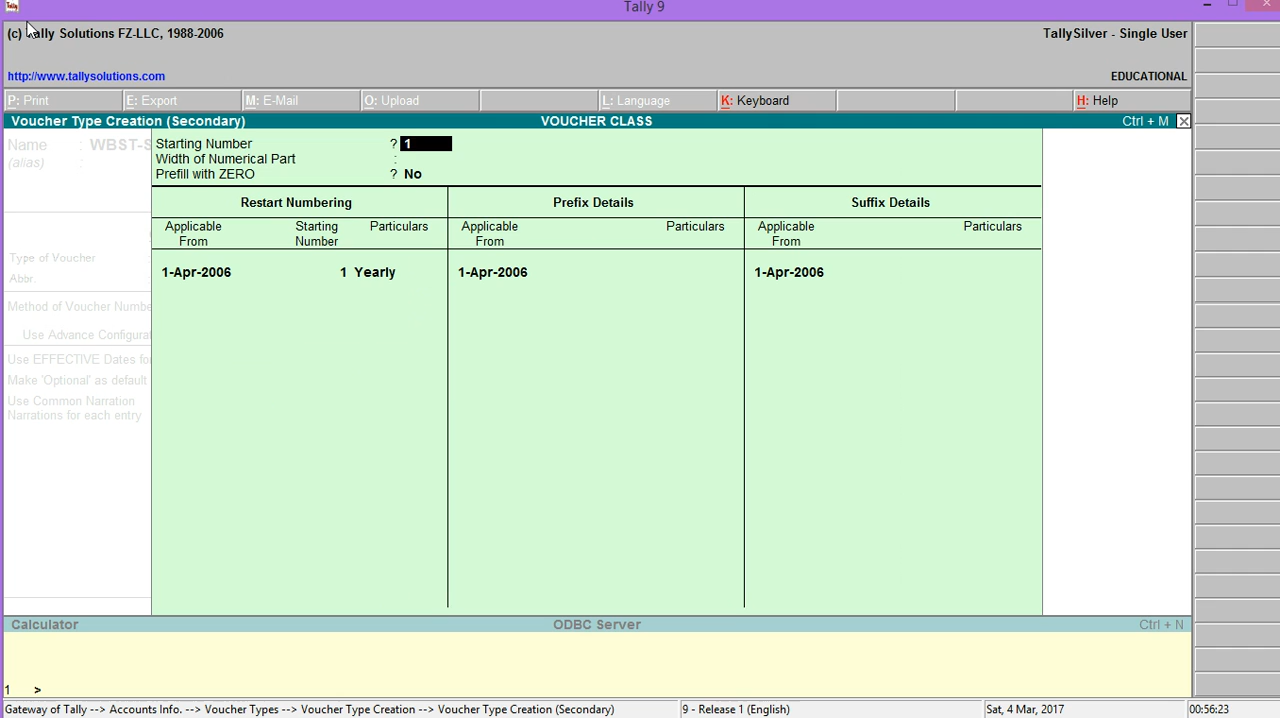 Tally
Tally 9
(c) Tally Solutions FZ-LLC, 1988-2006
TallySilver - Single User
http://www.tallysolutions.com
EDUCATIONAL
P: Print E: Export M: E-Mail O: Upload L: Language K: Keyboard H: Help
Voucher Type Creation (Secondary) VOUCHER CLASS Ctrl + M
Name : WBST-S
(alias) :
Starting Number ? 1
Width of Numerical Part :
Prefill with ZERO ? No
Restart Numbering Prefix Details Suffix Details
Applicable From Starting Number Particulars Applicable From Particulars Applicable From Particulars
1-Apr-2006 1 Yearly 1-Apr-2006 1-Apr-2006
Type of Voucher
Abbr.
Method of Voucher Numbe
Use Advance Configurat
Use EFFECTIVE Dates fo
Make 'Optional' as default
Use Common Narration
Narrations for each entry
Calculator ODBC Server Ctrl + N
1 >
Gateway of Tally --> Accounts Info. --> Voucher Types --> Voucher Type Creation --> Voucher Type Creation (Secondary) 9 - Release 1 (English) Sat, 4 Mar, 2017 00:56:23